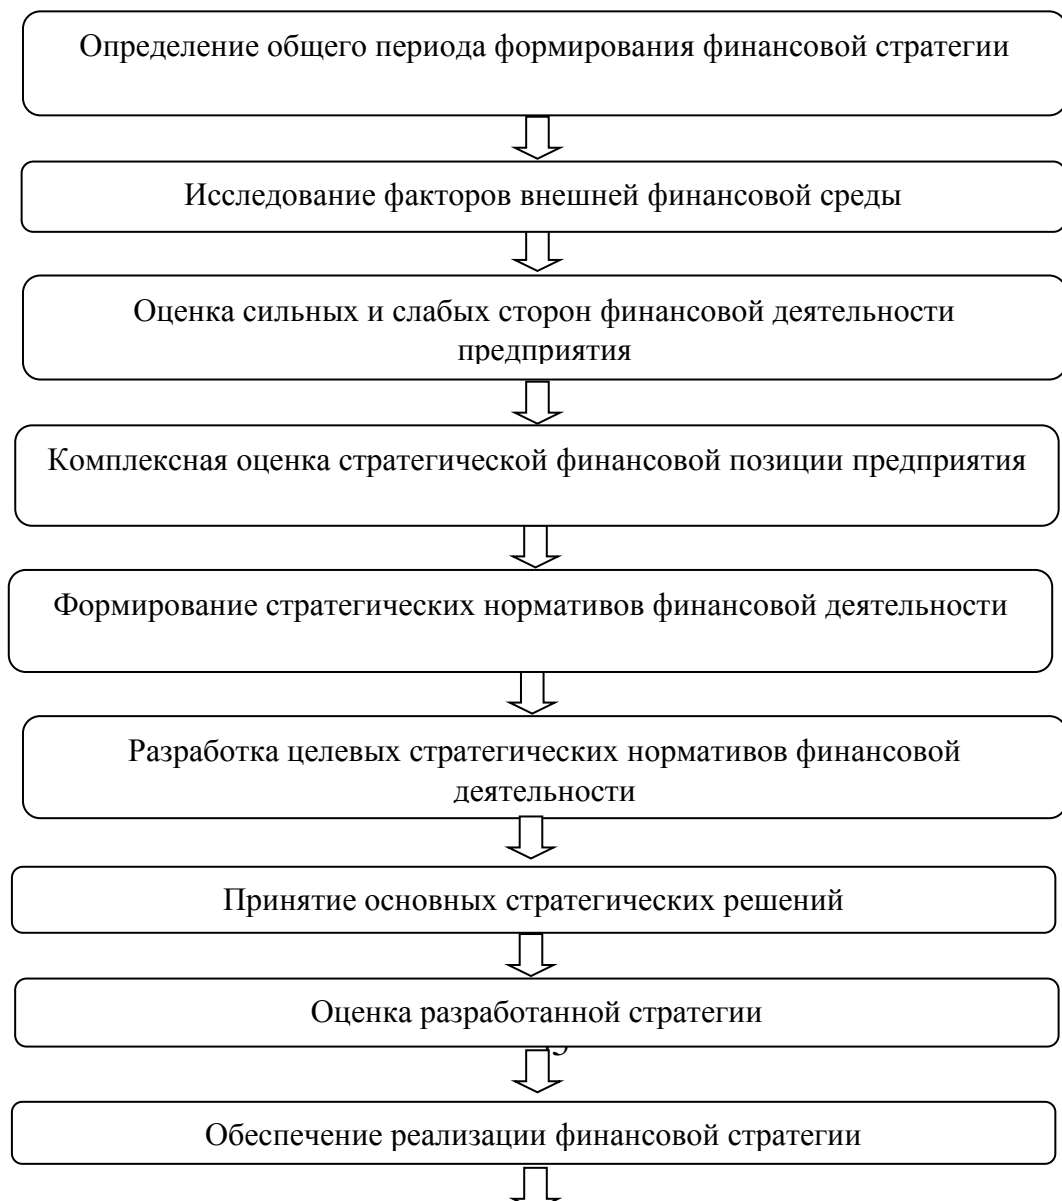 Определение общего периода формирования финансовой стратегии
Исследование факторов внешней финансовой среды
Оценка сильных и слабых сторон финансовой деятельности
предприятия
Комплексная оценка стратегической финансовой позиции предприятия
Формирование стратегических нормативов финансовой деятельности
Разработка целевых стратегических нормативов финансовой
деятельности
Принятие основных стратегических решений
Оценка разработанной стратегии
Обеспечение реализации финансовой стратегии